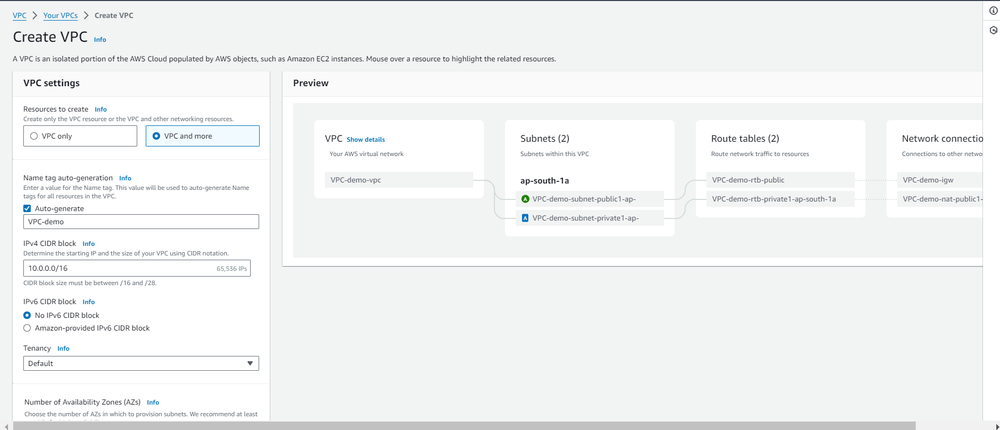 VPC > Your VPCs > Create VPC
Create VPC Info
A VPC is an isolated portion of the AWS Cloud populated by AWS objects, such as Amazon EC2 instances. Mouse over a resource to highlight the related resources.
VPC settings
Resources to create Info
Create only the VPC resource or the VPC and other networking resources.
VPC only
VPC and more
Name tag auto-generation Info
Enter a value for the Name tag. This value will be used to auto-generate Name
tags for all resources in the VPC.
Auto-generate
VPC-demo
IPv4 CIDR block Info
Determine the starting IP and the size of your VPC using CIDR notation.
10.0.0.0/16 65,536 IPs
CIDR block size must be between /16 and /28.
IPv6 CIDR block Info
No IPv6 CIDR block
Amazon-provided IPv6 CIDR block
Tenancy Info
Default
Number of Availability Zones (AZs) Info
Choose the number of AZs in which to provision subnets. We recommend at least
Preview
VPC Show details
Your AWS virtual network
VPC-demo-vpc
Subnets (2)
Subnets within this VPC
ap-south-1a
A VPC-demo-subnet-public1-ap-
A VPC-demo-subnet-private1-ap-
Route tables (2)
Route network traffic to resources
VPC-demo-rtb-public
VPC-demo-rtb-private1-ap-south-1a
Network connectio
Connections to other netwo
VPC-demo-igw
VPC-demo-nat-public1-